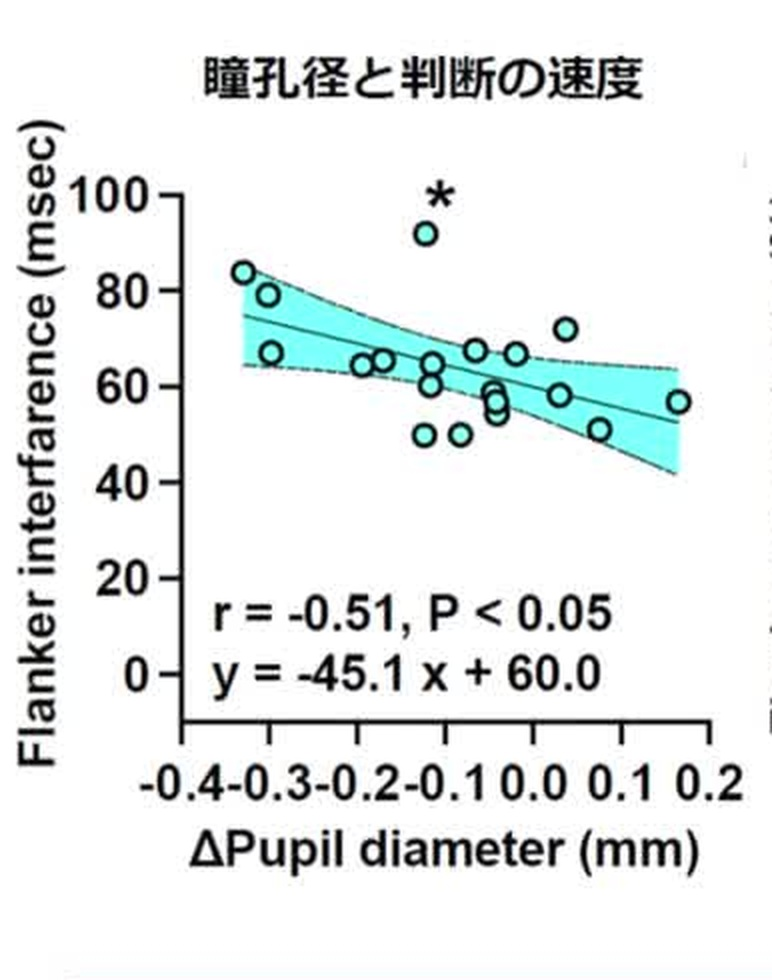 瞳孔径と判断の速度
*
Flanker interfarence (msec)
100
80
60
40
20
0
r = -0.51, P < 0.05
y = -45.1 x + 60.0
-0.4 -0.3 -0.2 -0.1 0.0 0.1 0.2
ΔPupil diameter (mm)